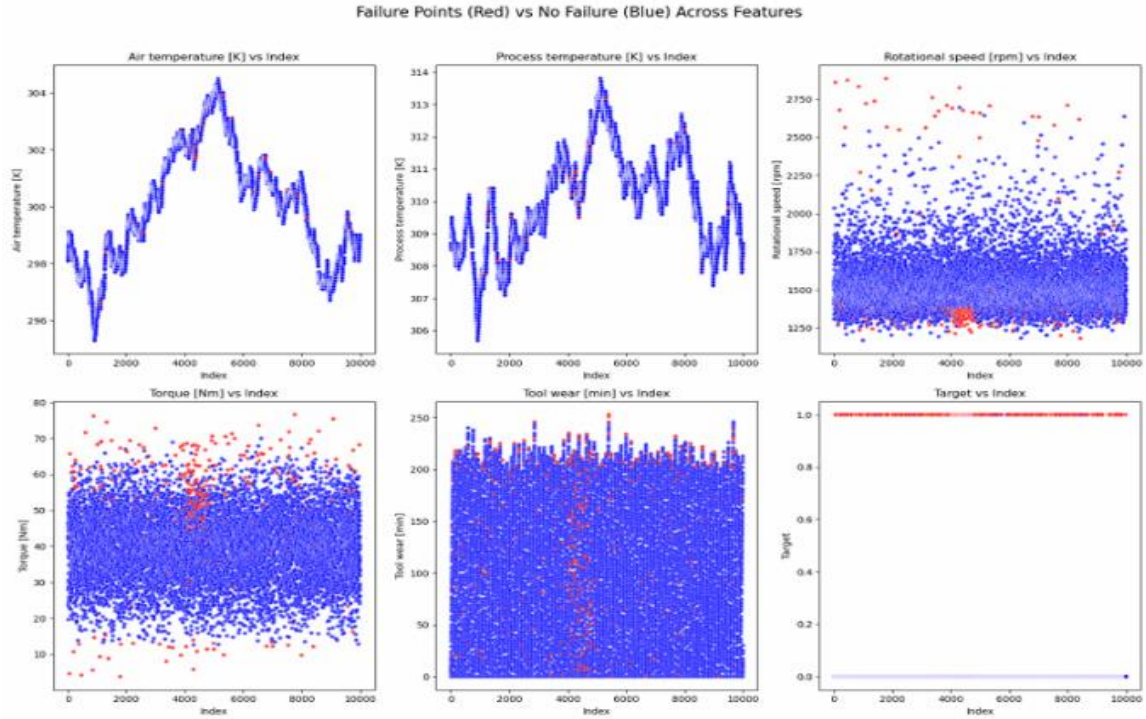 Failure Points (Red) vs No Failure (Blue) Across Features
Air temperature [K] vs Index
Air temperature [K]
304
302
300
298
296
0 2000 4000 6000 8000 10000
Index
Process temperature [K] vs Index
Process temperature [K]
314
313
312
311
310
309
308
307
306
0 2000 4000 6000 8000 10000
Index
Rotational speed [rpm] vs Index
Rotational speed [rpm]
2750
2500
2250
2000
1750
1500
1250
0 2000 4000 6000 8000 10000
Index
Torque [Nm] vs Index
Torque [Nm]
80
70
60
50
40
30
20
10
0 2000 4000 6000 8000 10000
Index
Tool wear [min] vs Index
Tool wear [min]
250
200
150
100
50
0
0 2000 4000 6000 8000 10000
Index
Target vs Index
Target
1.0
0.8
0.6
0.4
0.2
0.0
0 2000 4000 6000 8000 10000
Index